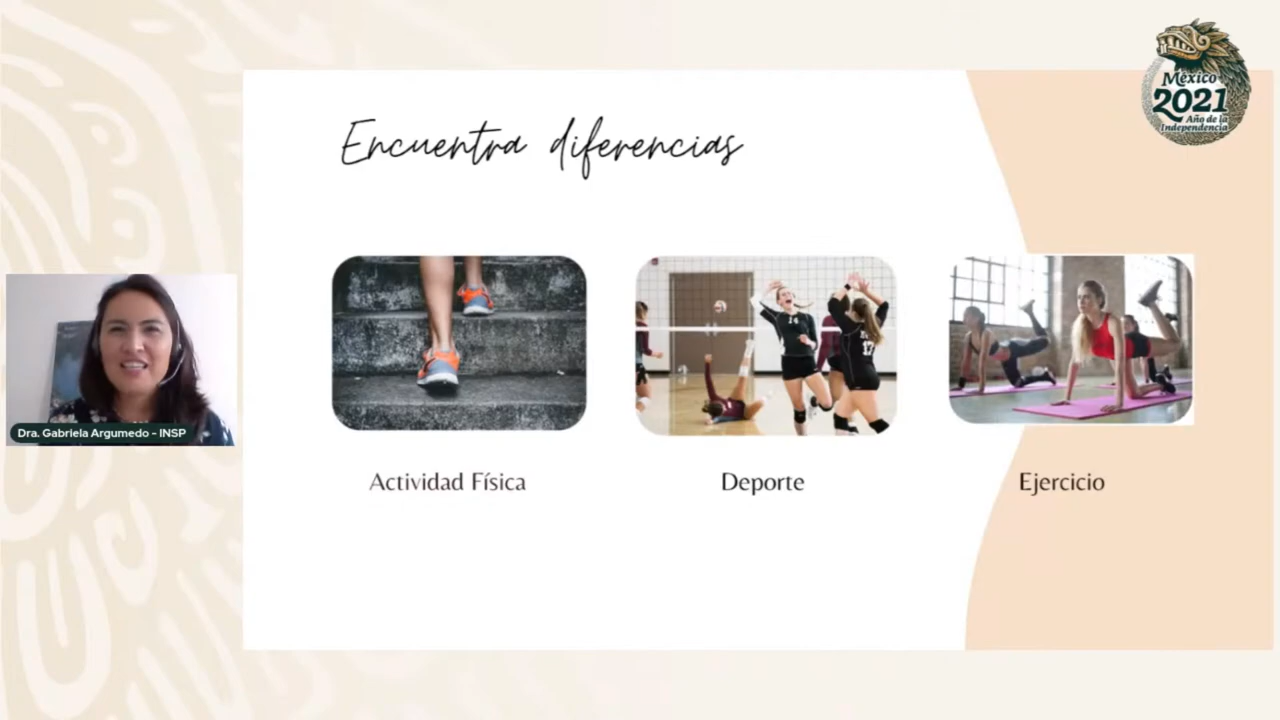 México
2021
Año de la
Independencia
Encuentra diferencias
Dra. Gabriela Argumedo - INSP
Actividad Física
Deporte
Ejercicio